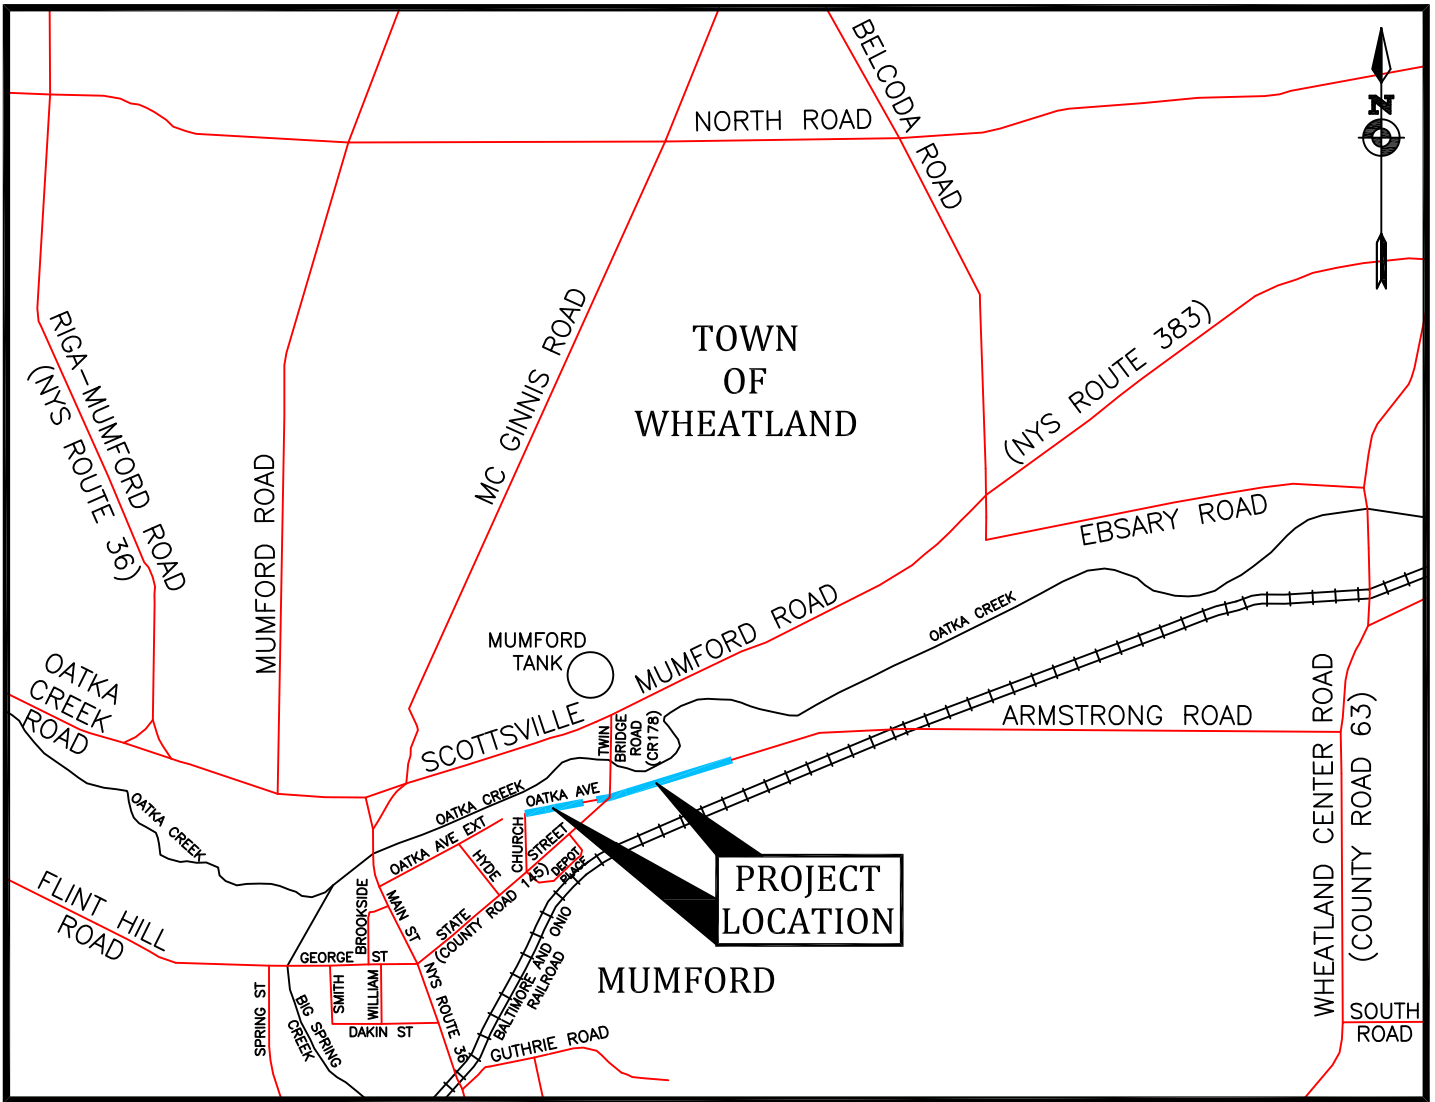 BELCODA ROAD
N
NORTH ROAD
RIGA-MUMFORD ROAD
(NYS ROUTE 36)
MUMFORD ROAD
MC GINNIS ROAD
TOWN
OF
WHEATLAND
(NYS ROUTE 383)
EBSARY ROAD
OATKA CREEK
MUMFORD
TANK
SCOTTSVILLE MUMFORD ROAD
OATKA
CREEK
ROAD
TWIN
BRIDGE
ROAD
(CR178)
ARMSTRONG ROAD
WHEATLAND CENTER ROAD
(COUNTY ROAD 63)
OATKA CREEK
OATKA CREEK
OATKA AVE
OATKA AVE EXT
HYDE
CHURCH
STATE STREET
(COUNTY ROAD 145)
DEPOT
PLACE
PROJECT
LOCATION
FLINT HILL
ROAD
BROOKSIDE
MAIN ST
GEORGE ST
SMITH
WILLIAM
DAKIN ST
SPRING ST
BIG SPRING
CREEK
NYS ROUTE 36
BALTIMORE AND ONIO
RAILROAD
MUMFORD
GUTHRIE ROAD
SOUTH
ROAD